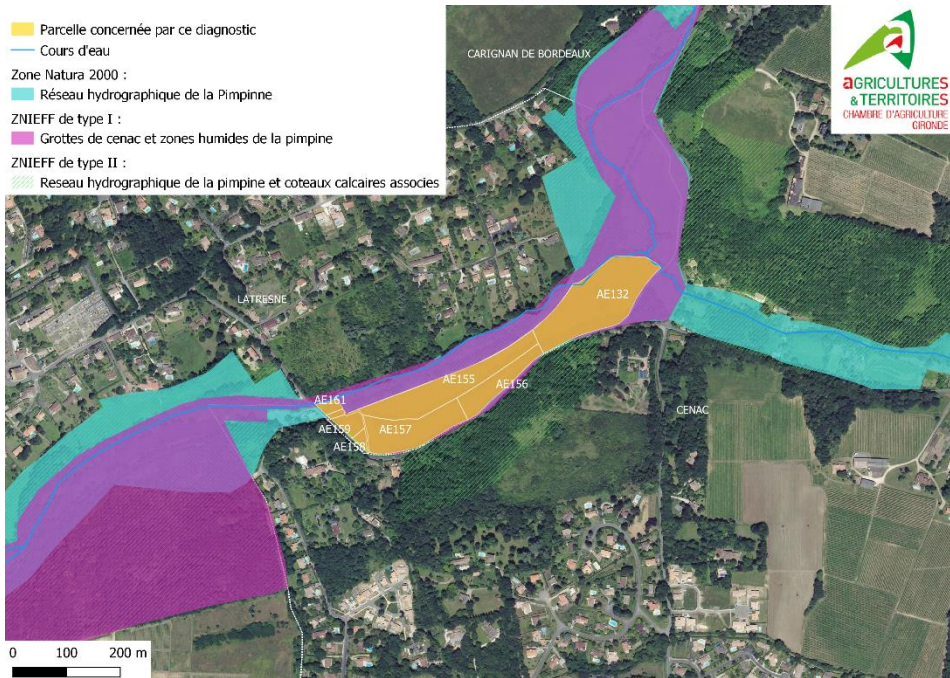 Parcelle concernée par ce diagnostic
Cours d'eau
Zone Natura 2000 :
Réseau hydrographique de la Pimpinne
ZNIEFF de type I :
Grottes de cenac et zones humides de la pimpine
ZNIEFF de type II :
Reseau hydrographique de la pimpine et coteaux calcaires associes
CARIGNAN DE BORDEAUX
aGRICULTURES
& TERRITOIRES
CHAMBRE D'AGRICULTURE
GIRONDE
LATRESNE
AE132
AE155
AE156
AE161
AE159
AE157
AE158
CENAC
0 100 200 m